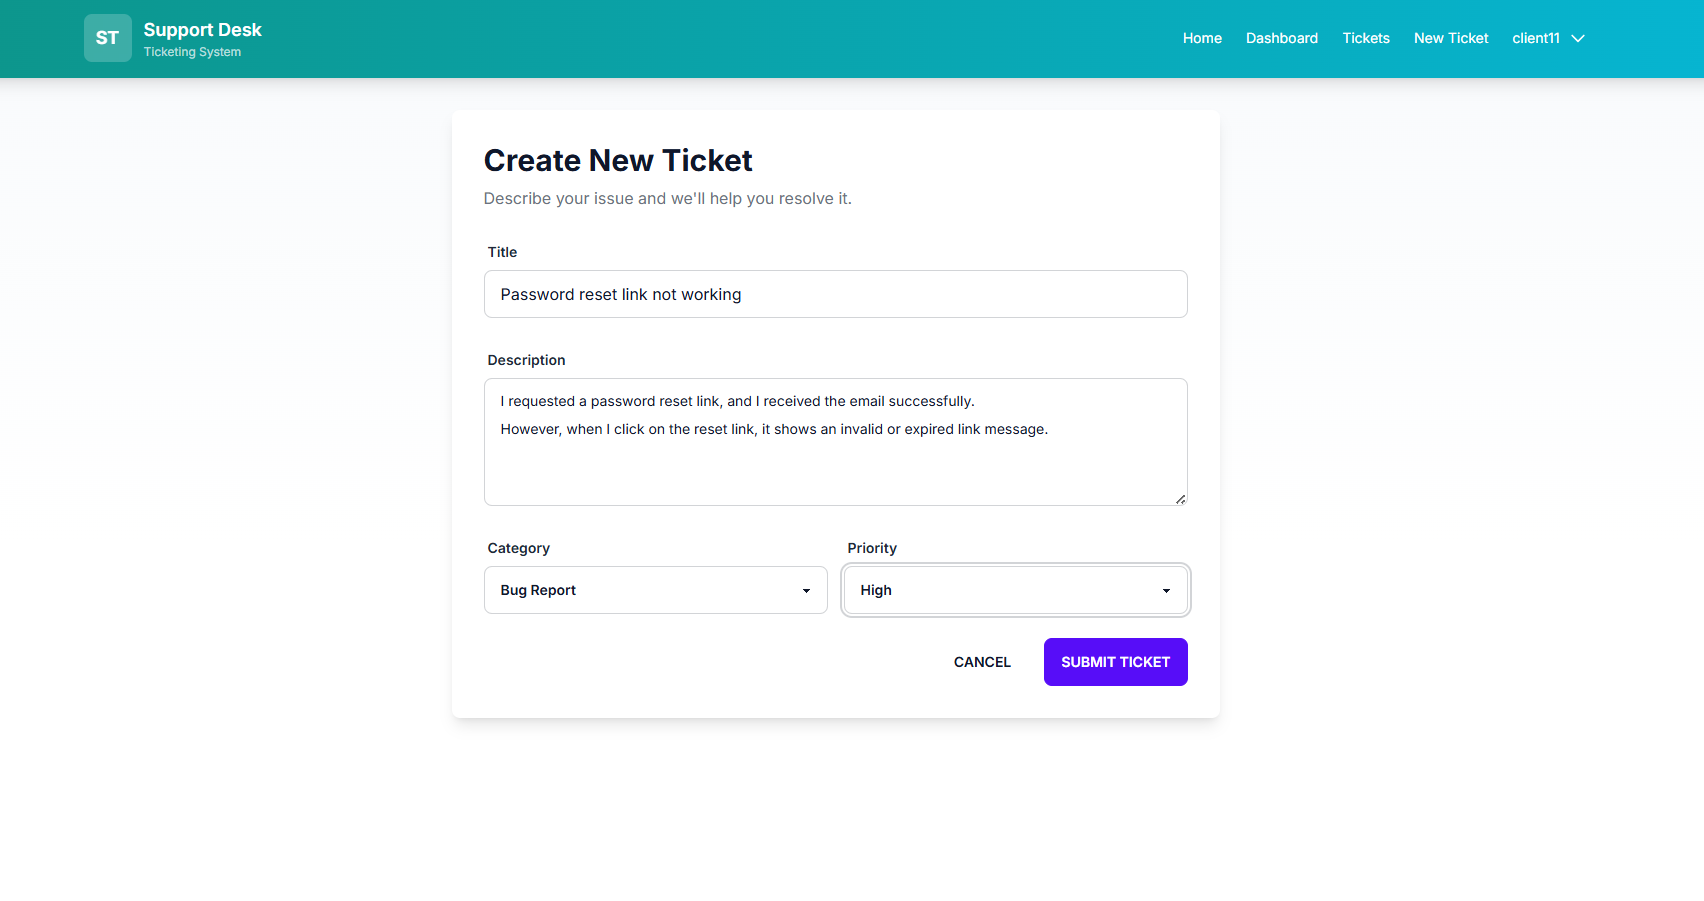 ST
Support Desk
Ticketing System
Home
Dashboard
Tickets
New Ticket
client11
Create New Ticket
Describe your issue and we'll help you resolve it.
Title
Password reset link not working
Description
I requested a password reset link, and I received the email successfully.
However, when I click on the reset link, it shows an invalid or expired link message.
Category
Priority
Bug Report
High
CANCEL
SUBMIT TICKET